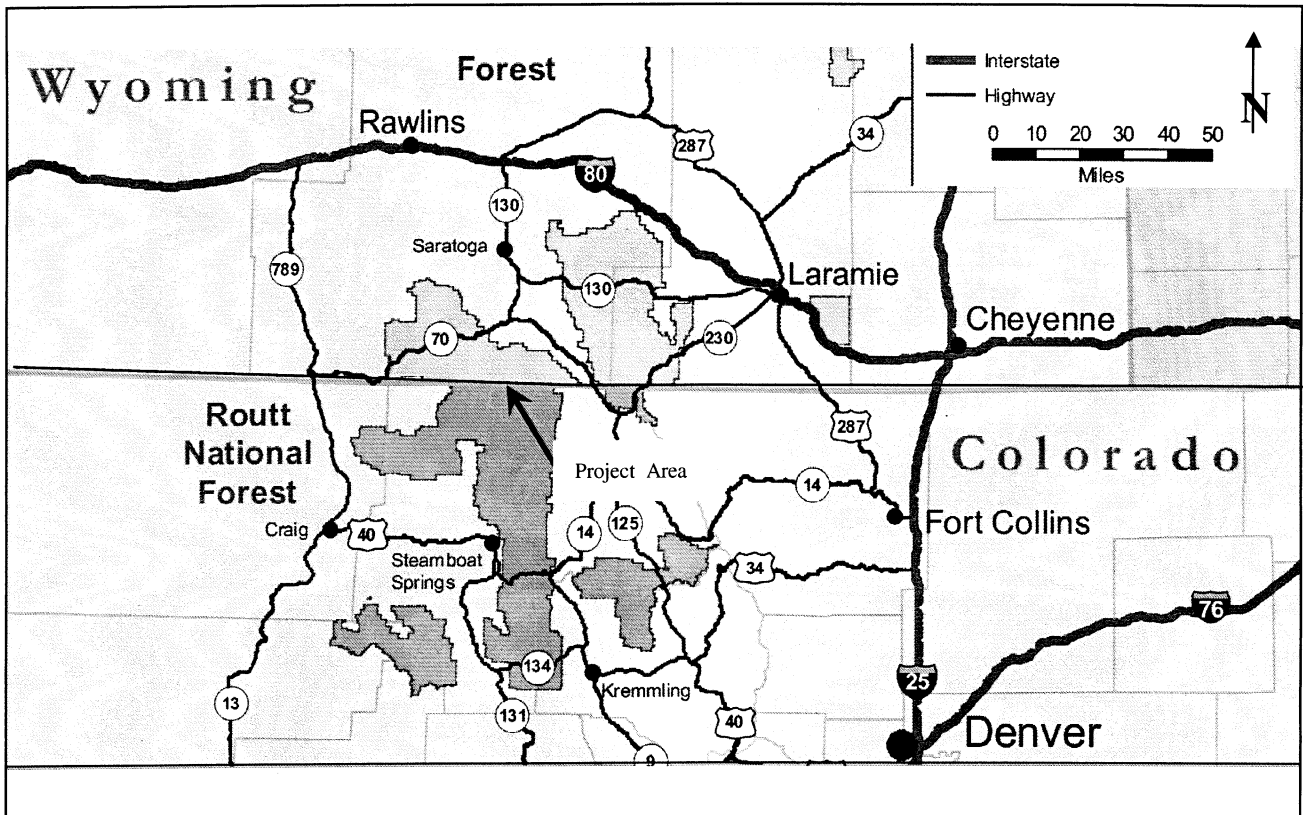 Wyoming
Forest
Interstate
Highway
N
0 10 20 30 40 50
Miles
Rawlins
287
34
80
130
Saratoga
789
130
Laramie
70
230
Cheyenne
Routt
National
Forest
287
Colorado
Project Area
14
Craig
40
14
125
Fort Collins
Steamboat
Springs
34
76
134
Kremmling
25
13
131
40
9
Denver